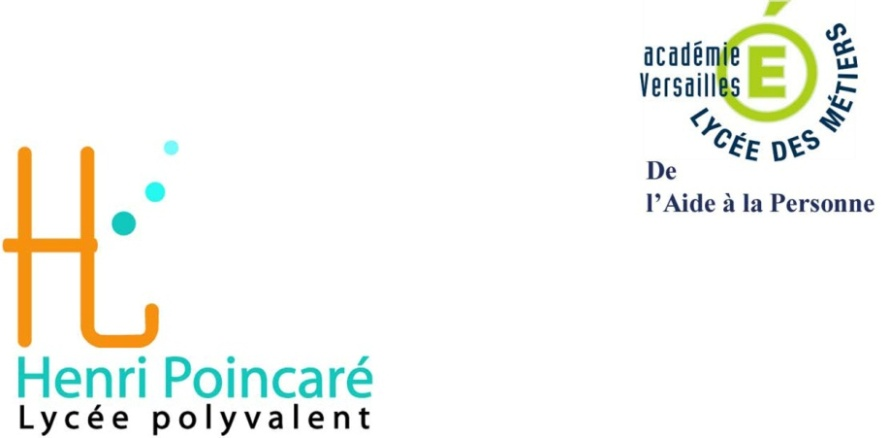 académie
Versailles
É
LYCÉE DES MÉTIERS
De
l'Aide à la Personne
Henri Poincaré
Lycée polyvalent